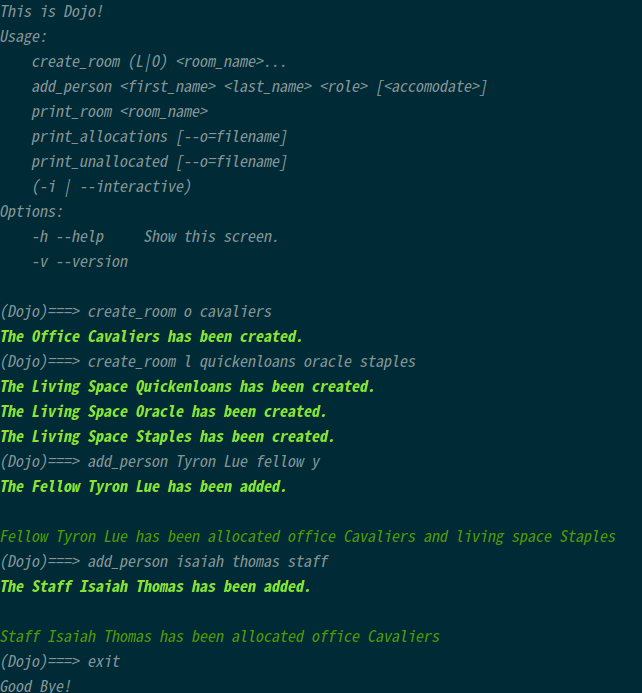 This is Dojo!
Usage:
    create_room (L|O) <room_name>...
    add_person <first_name> <last_name> <role> [<accomodate>]
    print_room <room_name>
    print_allocations [--o=filename]
    print_unallocated [--o=filename]
    (-i | --interactive)
Options:
    -h --help     Show this screen.
    -v --version

(Dojo)===> create_room o cavaliers
The Office Cavaliers has been created.
(Dojo)===> create_room l quickenloans oracle staples
The Living Space Quickenloans has been created.
The Living Space Oracle has been created.
The Living Space Staples has been created.
(Dojo)===> add_person Tyron Lue fellow y
The Fellow Tyron Lue has been added.

Fellow Tyron Lue has been allocated office Cavaliers and living space Staples
(Dojo)===> add_person isaiah thomas staff
The Staff Isaiah Thomas has been added.

Staff Isaiah Thomas has been allocated office Cavaliers
(Dojo)===> exit
Good Bye!